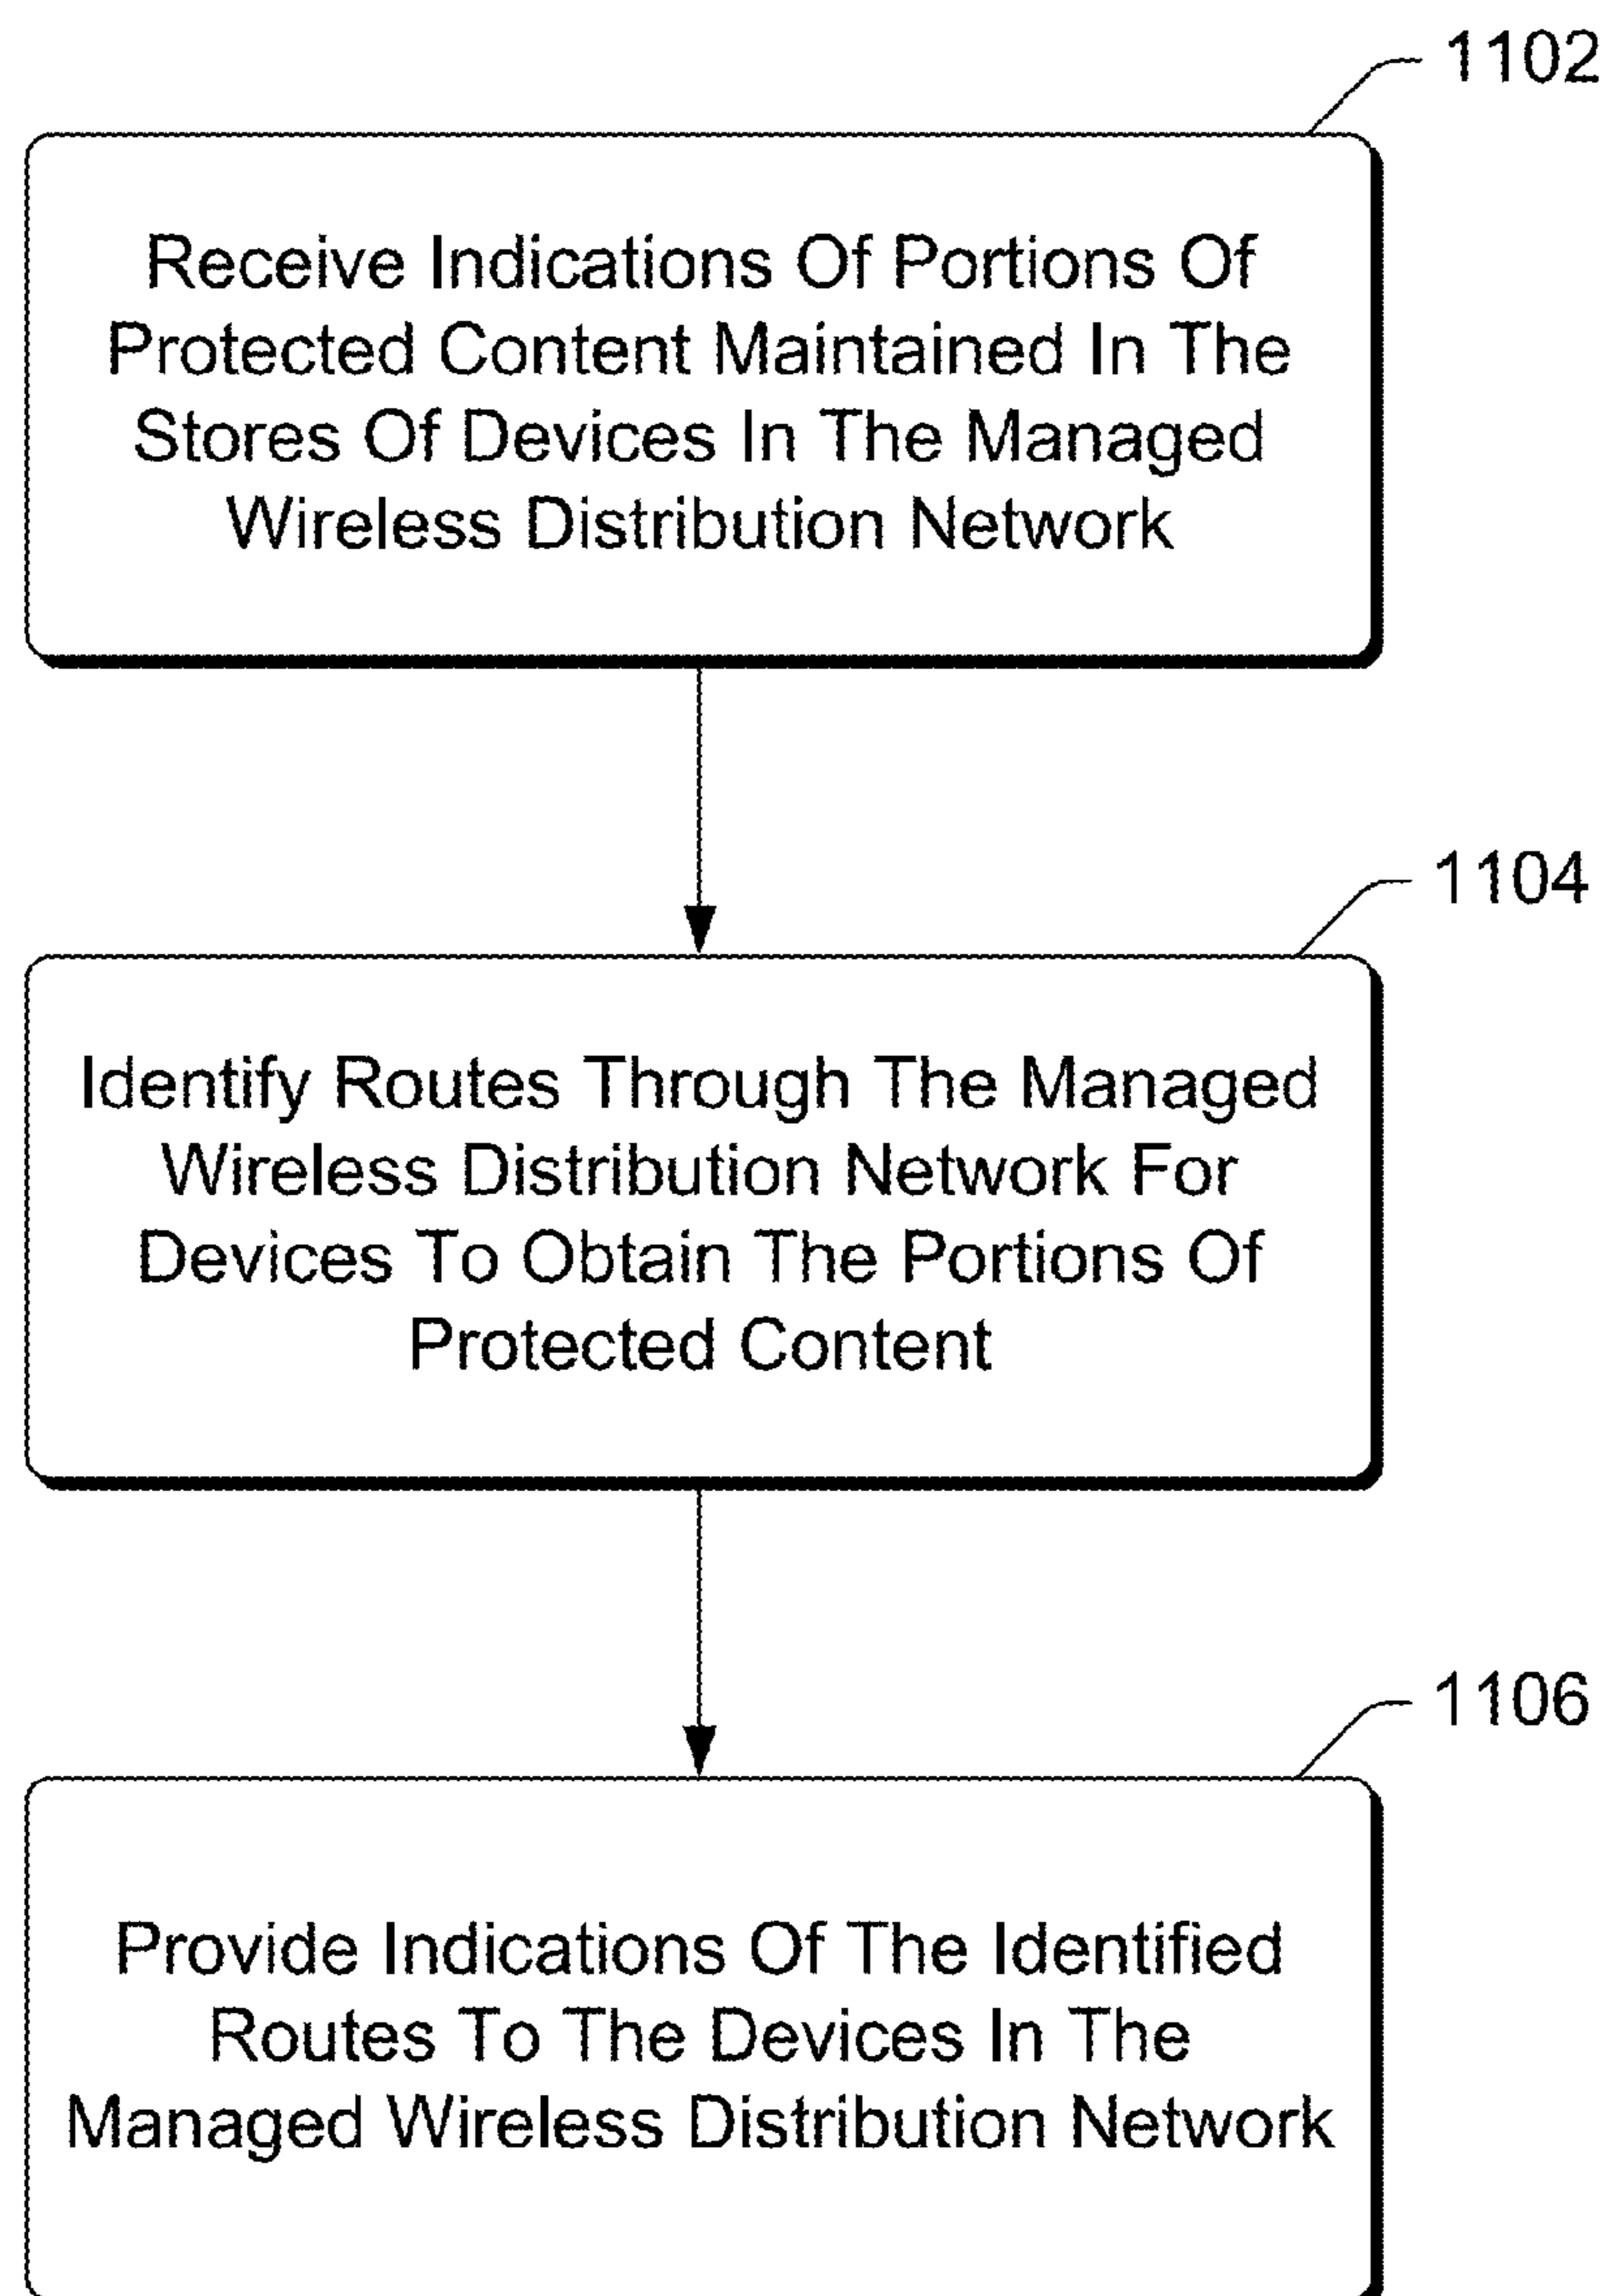 1102
Receive Indications Of Portions Of
Protected Content Maintained In The
Stores Of Devices In The Managed
Wireless Distribution Network
1104
Identify Routes Through The Managed
Wireless Distribution Network For
Devices To Obtain The Portions Of
Protected Content
1106
Provide Indications Of The Identified
Routes To The Devices In The
Managed Wireless Distribution Network